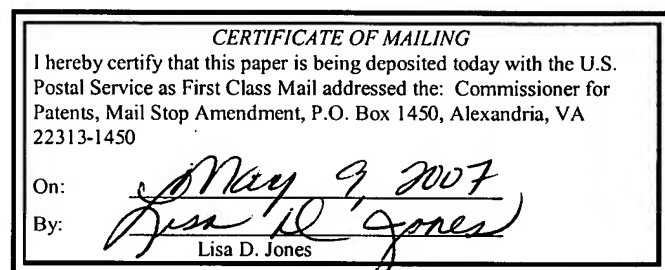 CERTIFICATE OF MAILING
I hereby certify that this paper is being deposited today with the U.S.
Postal Service as First Class Mail addressed the: Commissioner for
Patents, Mail Stop Amendment, P.O. Box 1450, Alexandria, VA
22313-1450
On: May 9, 2007
By: Lisa D Jones
Lisa D. Jones